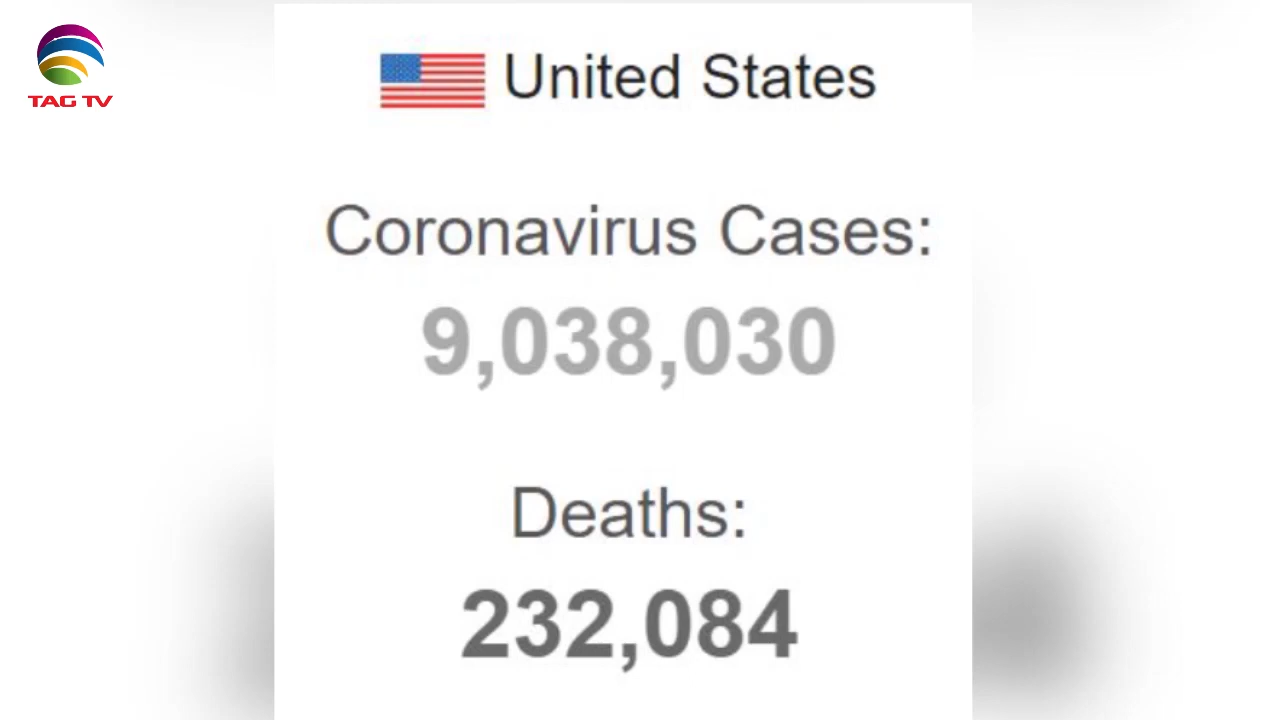 TAG TV
United States
Coronavirus Cases:
9,038,030
Deaths:
232,084